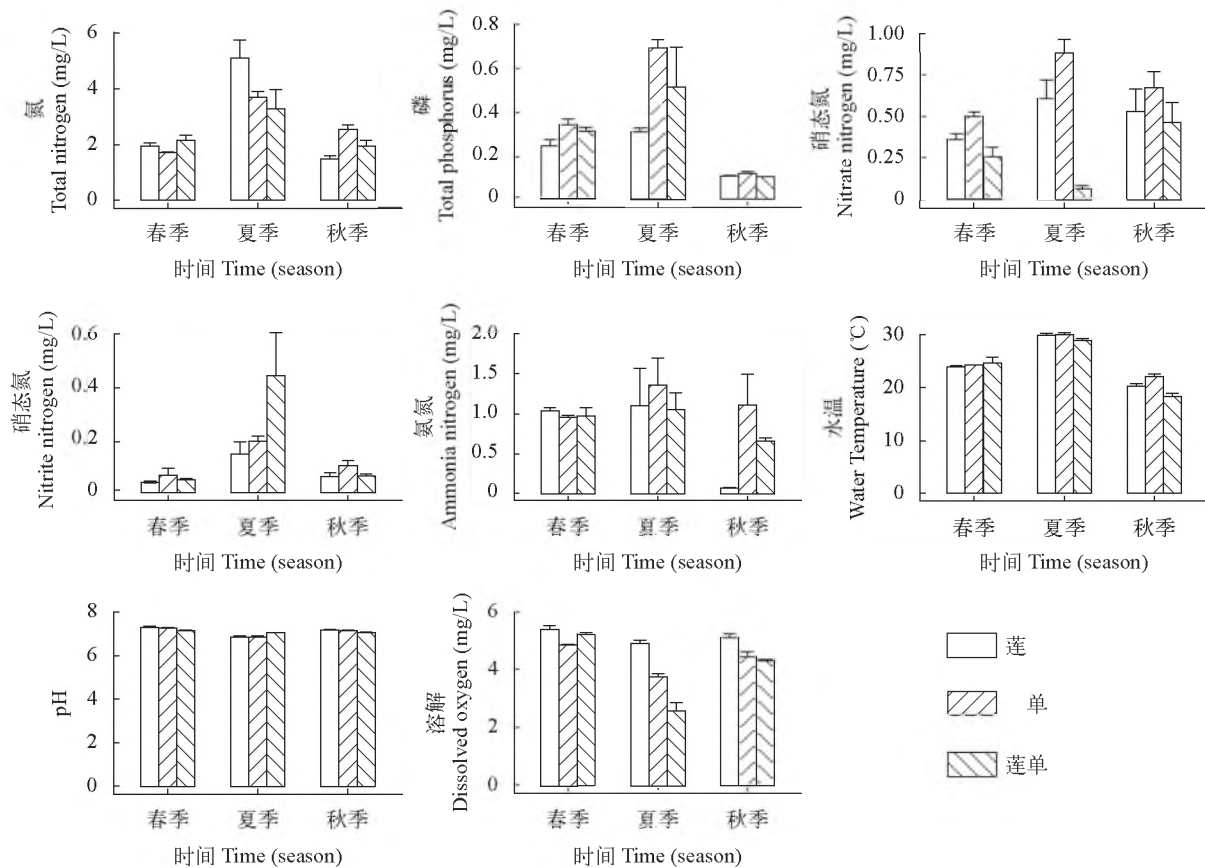 氮
Total nitrogen (mg/L)
6
4
2
0
春季 夏季 秋季
时间 Time (season)
磷
Total phosphorus (mg/L)
0.8
0.6
0.4
0.2
0
春季 夏季 秋季
时间 Time (season)
硝态氮
Nitrate nitrogen (mg/L)
1.00
0.75
0.50
0.25
0
春季 夏季 秋季
时间 Time (season)
硝态氮
Nitrite nitrogen (mg/L)
0.6
0.4
0.2
0
春季 夏季 秋季
时间 Time (season)
氨氮
Ammonia nitrogen (mg/L)
2.0
1.5
1.0
0.5
0
春季 夏季 秋季
时间 Time (season)
水温
Water Temperature (℃)
30
20
10
0
春季 夏季 秋季
时间 Time (season)
pH
8
6
4
2
0
春季 夏季 秋季
时间 Time (season)
溶解
Dissolved oxygen (mg/L)
6
4
2
0
春季 夏季 秋季
时间 Time (season)
莲
单
莲单